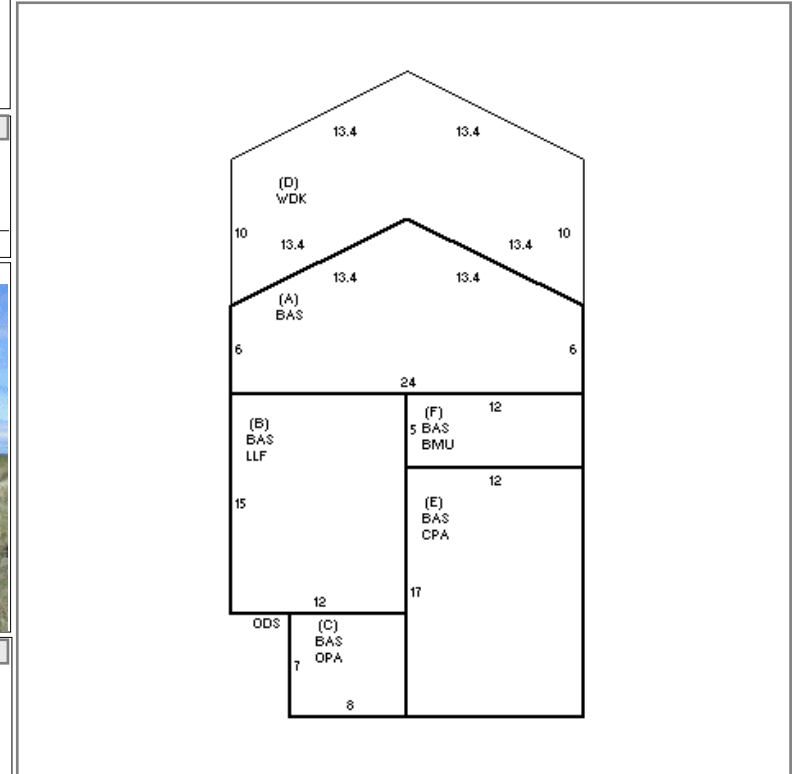 13.4 13.4
(D)
WDK
10 13.4 13.4 10
13.4 13.4
(A)
BAS
6 6
24
12
(B)
BAS
LLF
5
(F)
BAS
BMU
12
15
(E)
BAS
CPA
17
12
ODS
(C)
BAS
OPA
7
8